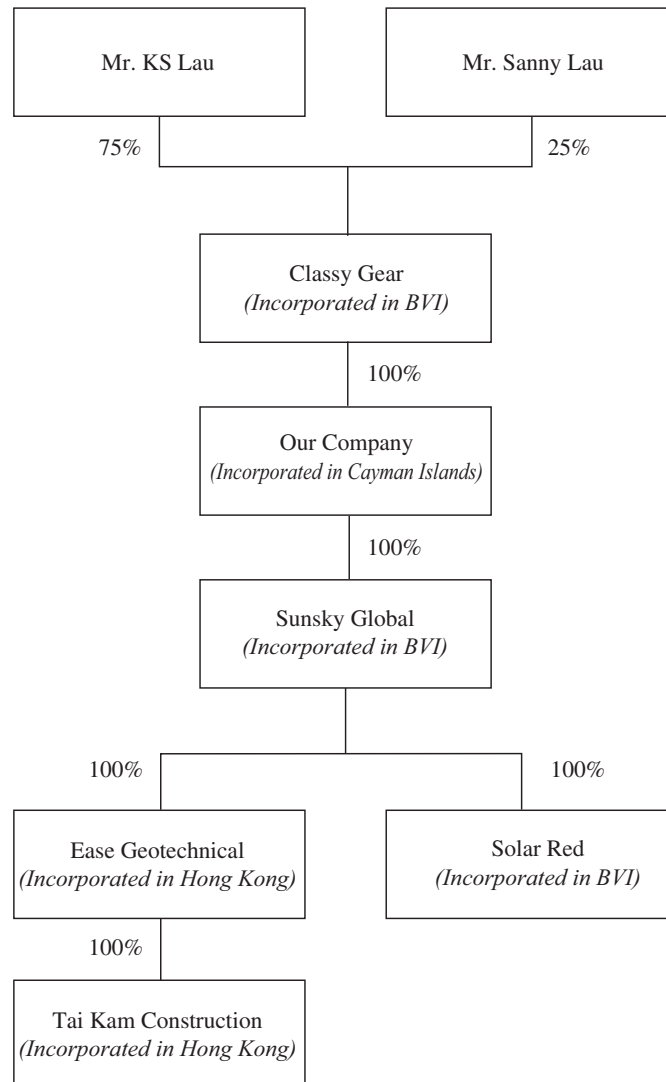 Mr. KS Lau
Mr. Sanny Lau
75%
25%
Classy Gear
(Incorporated in BVI)
100%
Our Company
(Incorporated in Cayman Islands)
100%
Sunsky Global
(Incorporated in BVI)
100%
100%
Ease Geotechnical
(Incorporated in Hong Kong)
Solar Red
(Incorporated in BVI)
100%
Tai Kam Construction
(Incorporated in Hong Kong)